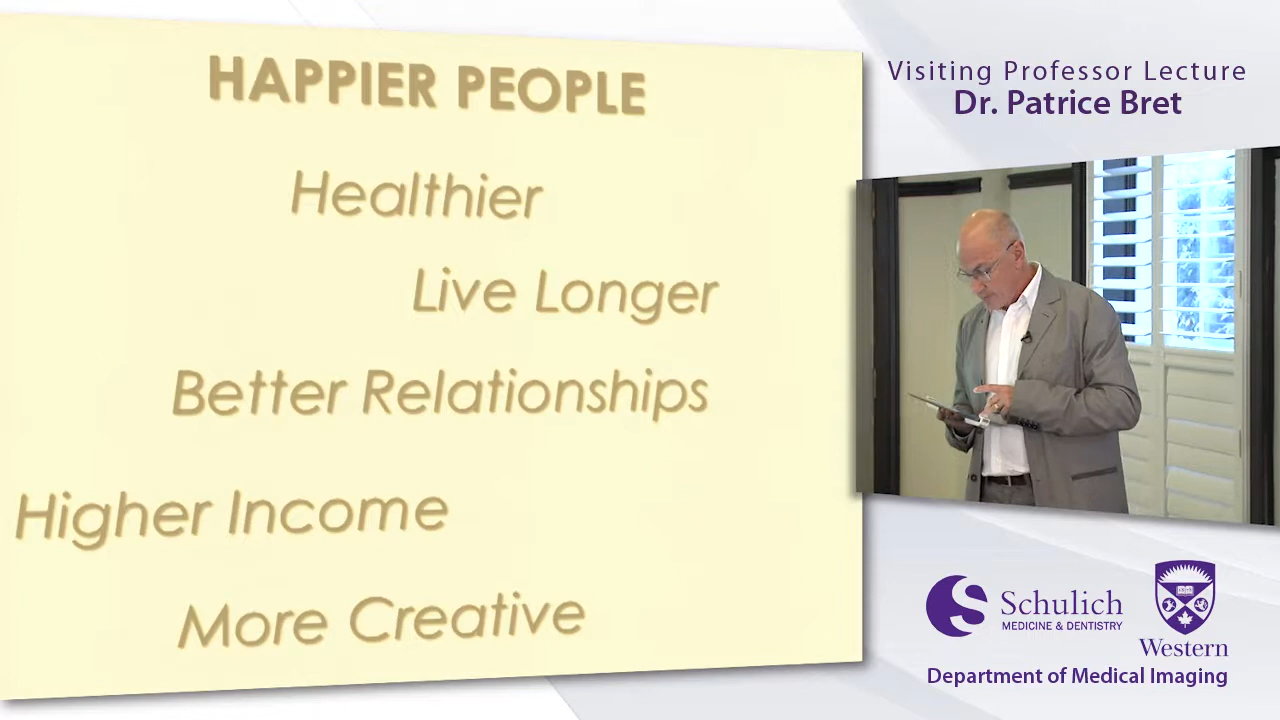 HAPPIER PEOPLE
Healthier
Live Longer
Better Relationships
Higher Income
More Creative
Visiting Professor Lecture
Dr. Patrice Bret
Schulich
MEDICINE & DENTISTRY
Western
Department of Medical Imaging